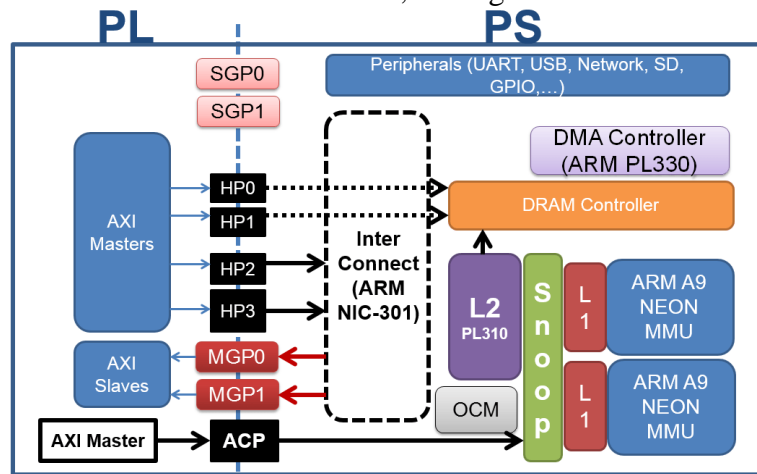 PL
PS
SGP0
SGP1
Peripherals (UART, USB, Network, SD,
GPIO,…)
DMA Controller
(ARM PL330)
AXI
Masters
HP0
HP1
HP2
HP3
Inter
Connect
(ARM
NIC-301)
DRAM Controller
L2
PL310
Snoop
L
1
ARM A9
NEON
MMU
L
1
ARM A9
NEON
MMU
AXI
Slaves
MGP0
MGP1
OCM
AXI Master
ACP